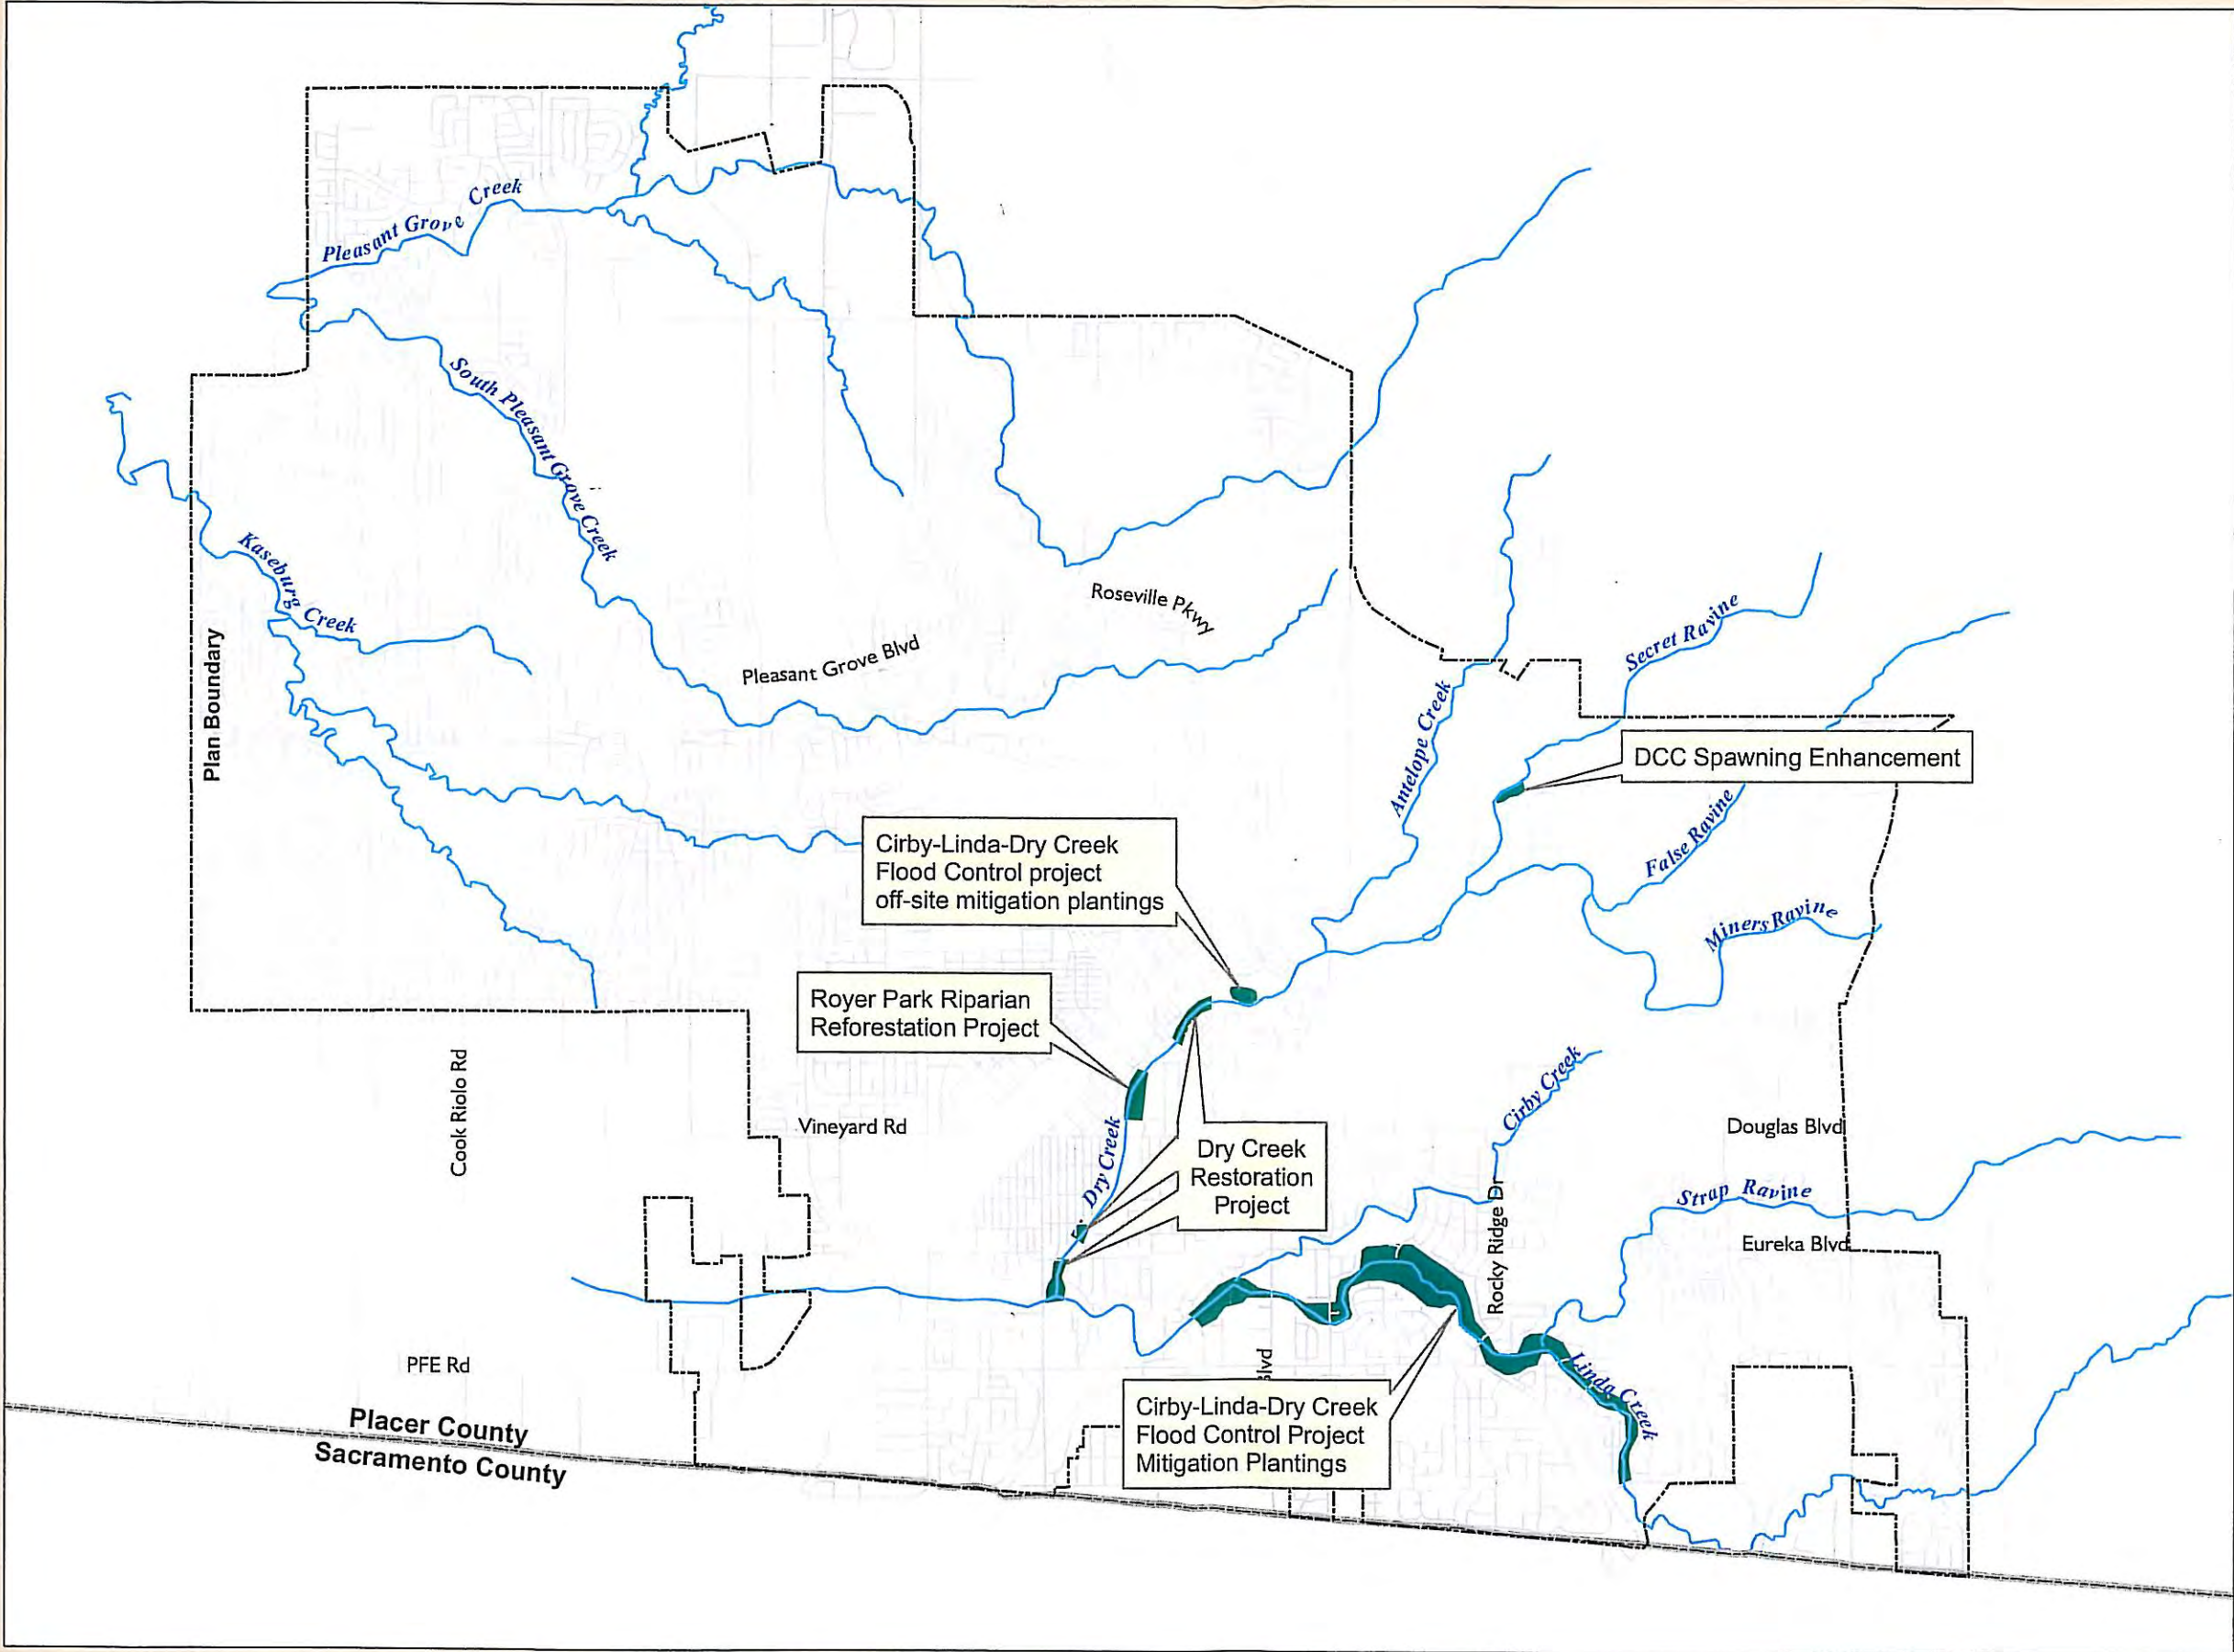 Pleasant Grove Creek
South Pleasant Grove Creek
Kaseburg Creek
Plan Boundary
Roseville Pkwy
Pleasant Grove Blvd
Secret Ravine
Antelope Creek
DCC Spawning Enhancement
False Ravine
Miners Ravine
Cirby-Linda-Dry Creek
Flood Control project
off-site mitigation plantings
Royer Park Riparian
Reforestation Project
Cook Riolo Rd
Vineyard Rd
Dry Creek
Dry Creek
Restoration
Project
Cirby Creek
Douglas Blvd
Strap Ravine
Eureka Blvd
Rocky Ridge Dr
PFE Rd
Linda Creek
Blvd
Cirby-Linda-Dry Creek
Flood Control Project
Mitigation Plantings
Placer County
Sacramento County